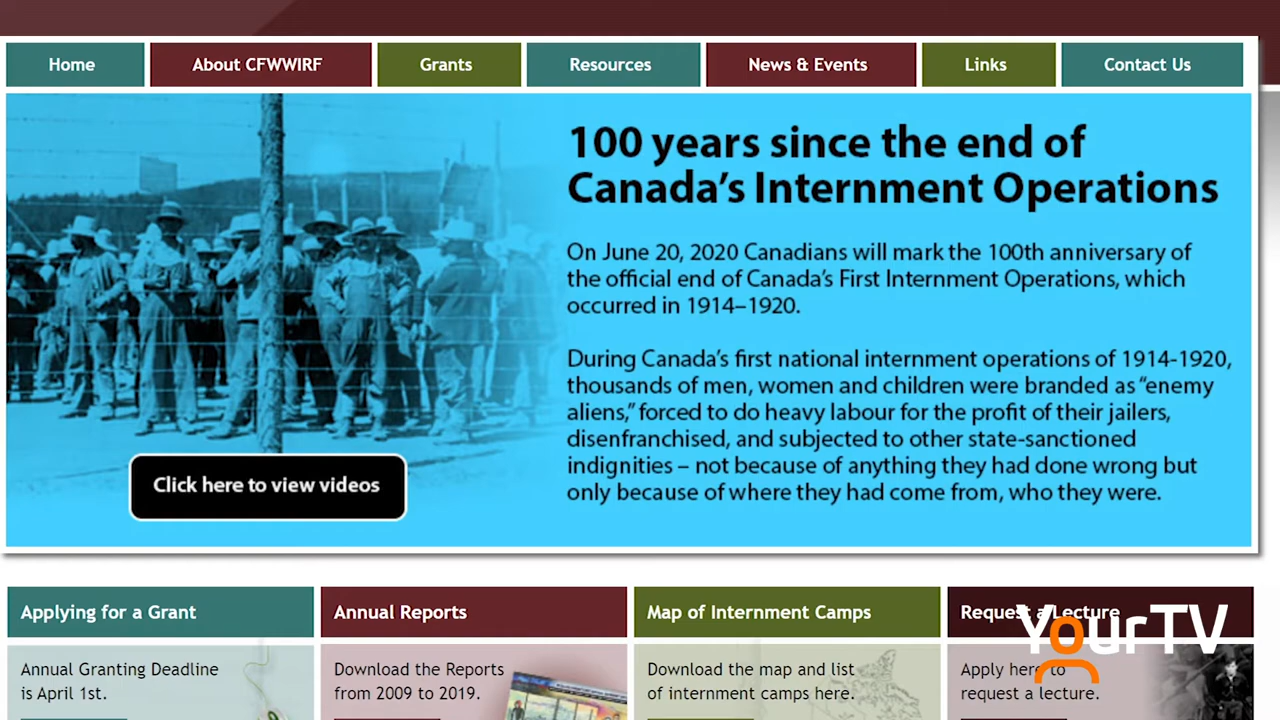 Home
About CFWWIRF
Grants
Resources
News & Events
Links
Contact Us
100 years since the end of
Canada's Internment Operations
On June 20, 2020 Canadians will mark the 100th anniversary of
the official end of Canada's First Internment Operations, which
occurred in 1914–1920.
During Canada's first national internment operations of 1914-1920,
thousands of men, women and children were branded as “enemy
aliens,” forced to do heavy labour for the profit of their jailers,
disenfranchised, and subjected to other state-sanctioned
indignities – not because of anything they had done wrong but
only because of where they had come from, who they were.
Click here to view videos
Applying for a Grant
Annual Granting Deadline
is April 1st.
Annual Reports
Download the Reports
from 2009 to 2019.
Map of Internment Camps
Download the map and list
of internment camps here.
Request a Lecture
Apply here to
request a lecture.
YourTV